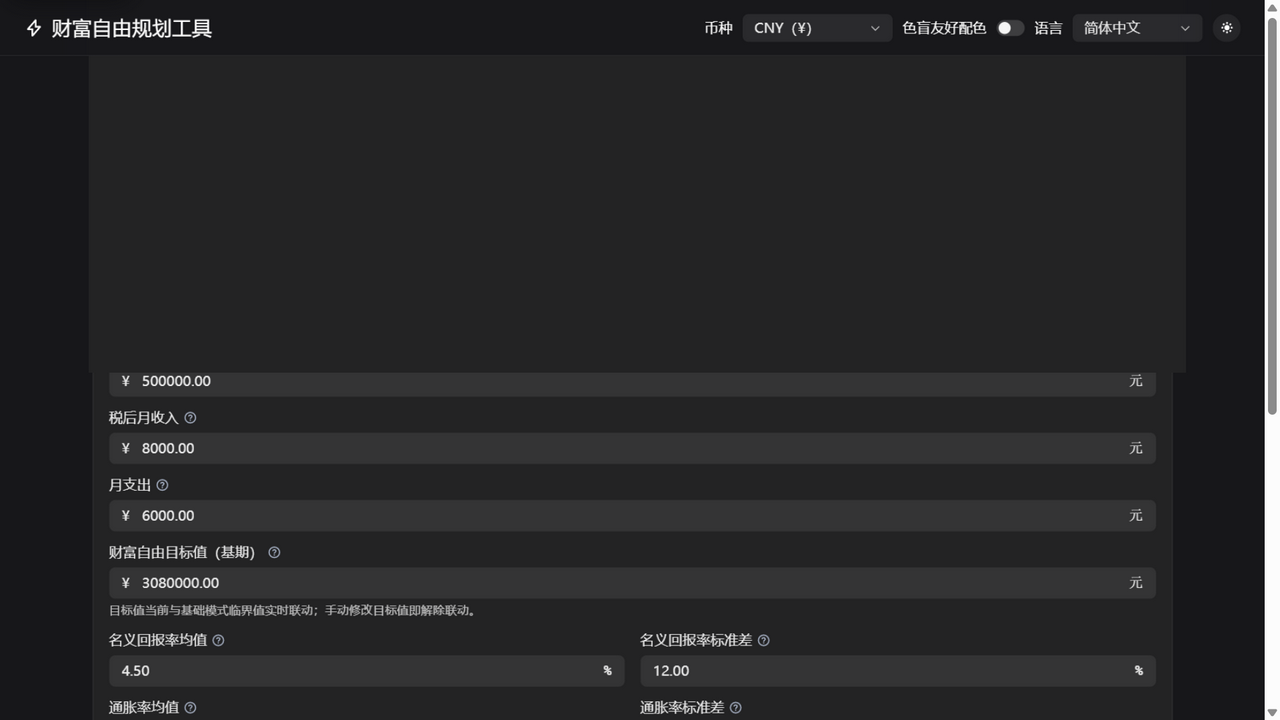 财富自由规划工具
币种 CNY (¥) 色盲友好配色 语言 简体中文
¥ 500000.00 元
税后月收入
¥ 8000.00 元
月支出
¥ 6000.00 元
财富自由目标值（基期）
¥ 3080000.00 元
目标值当前与基础模式临界值实时联动；手动修改目标值即解除联动。
名义回报率均值 名义回报率标准差
4.50 % 12.00 %
通胀率均值 通胀率标准差